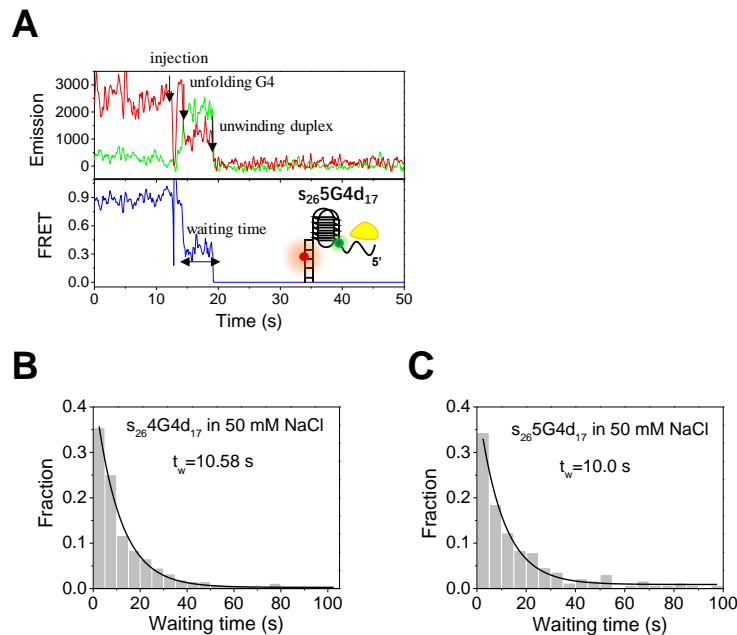 A
injection
unfolding G4
unwinding duplex
3000
2000
1000
0
Emission
s₂₆5G4d₁₇
0.9
0.6
0.3
0.0
FRET
waiting time
5'
0 10 20 30 40 50
Time (s)
B
0.4
0.3
0.2
0.1
0.0
Fraction
s₂₆4G4d₁₇ in 50 mM NaCl
t_w=10.58 s
0 20 40 60 80 100
Waiting time (s)
C
0.4
0.3
0.2
0.1
0.0
Fraction
s₂₆5G4d₁₇ in 50 mM NaCl
t_w=10.0 s
0 20 40 60 80 100
Waiting time (s)